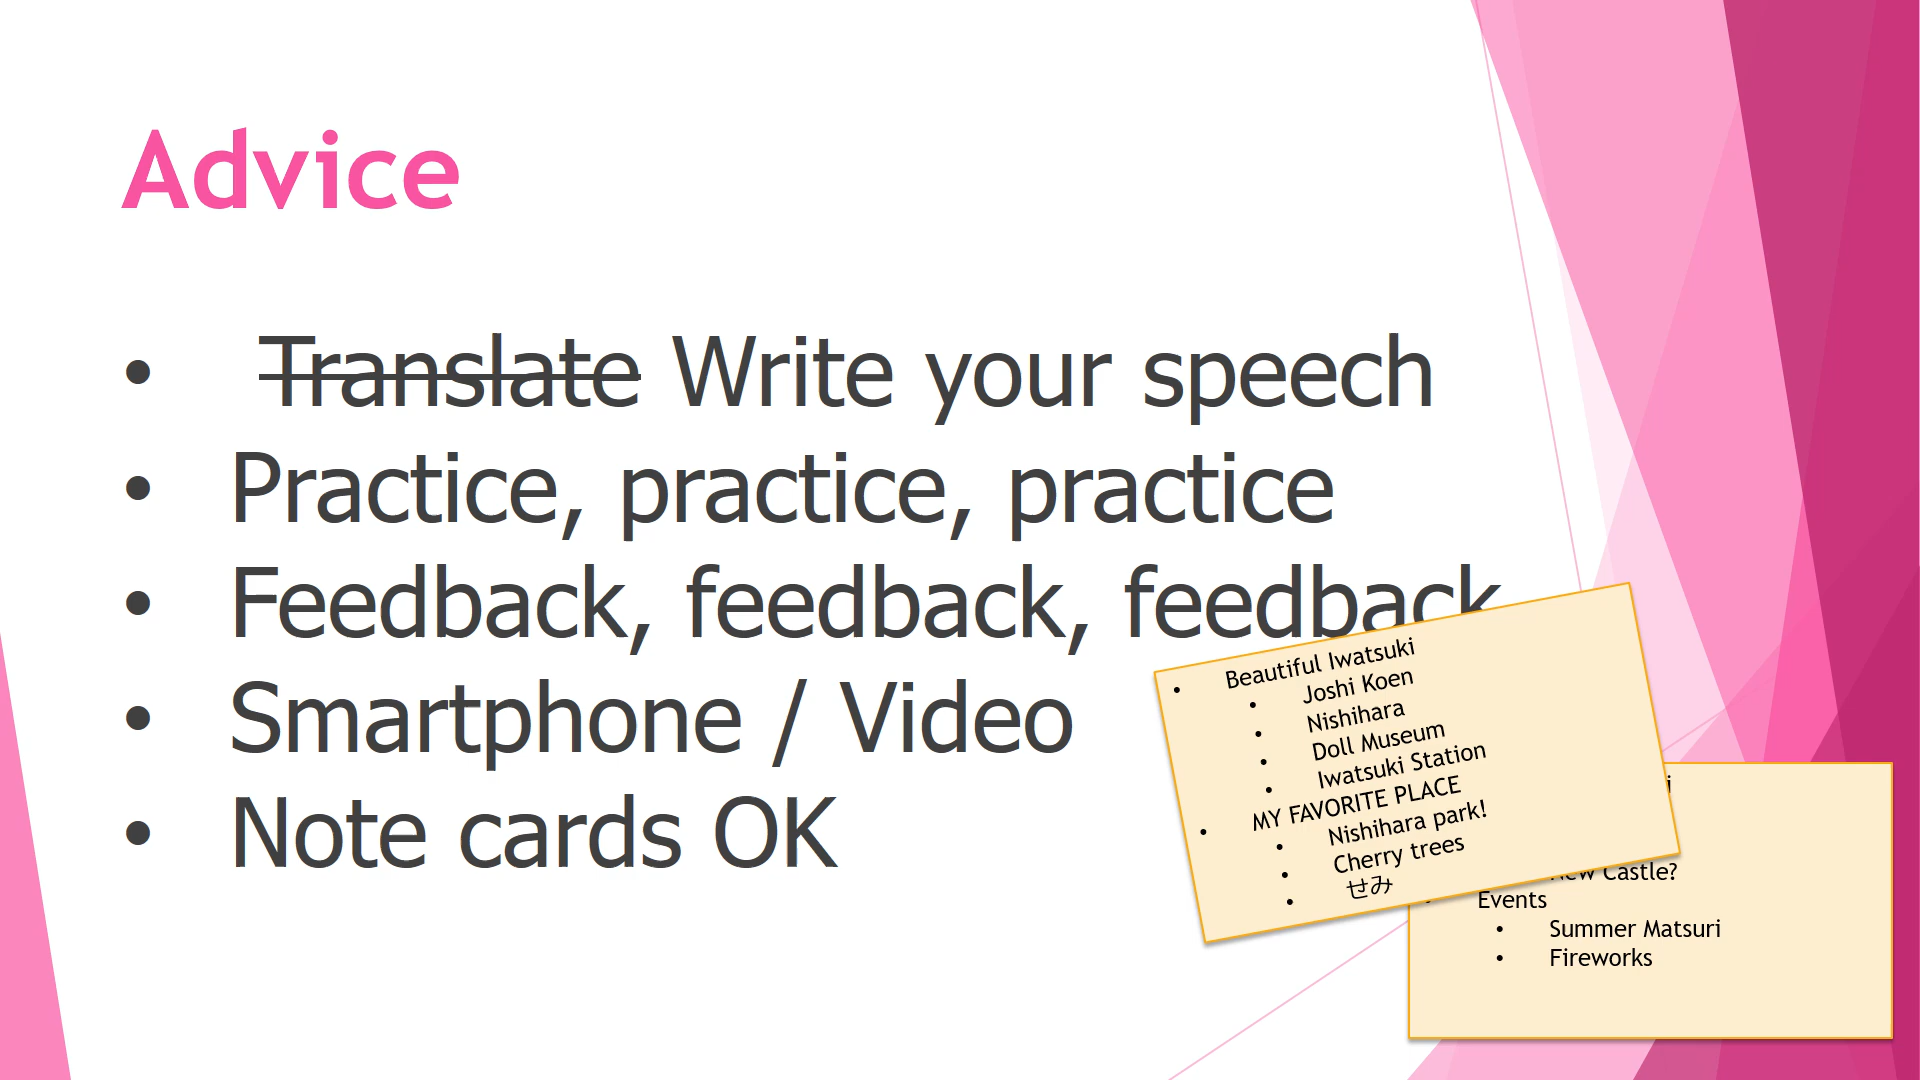 Advice
• ~~Translate~~ Write your speech
• Practice, practice, practice
• Feedback, feedback, feedback
• Smartphone / Video
• Note cards OK
• Beautiful Iwatsuki
• Joshi Koen
• Nishihara
• Doll Museum
• Iwatsuki Station
• MY FAVORITE PLACE
• Nishihara park!
• Cherry trees
• せみ
New Castle?
Events
• Summer Matsuri
• Fireworks